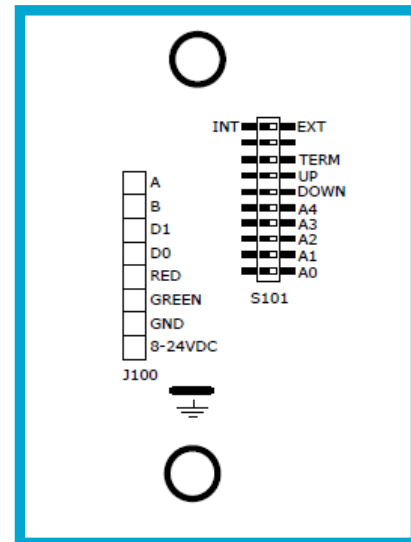 INT EXT
TERM
UP
DOWN
A4
A3
A2
A1
A0
S101
A
B
D1
D0
RED
GREEN
GND
8-24VDC
J100